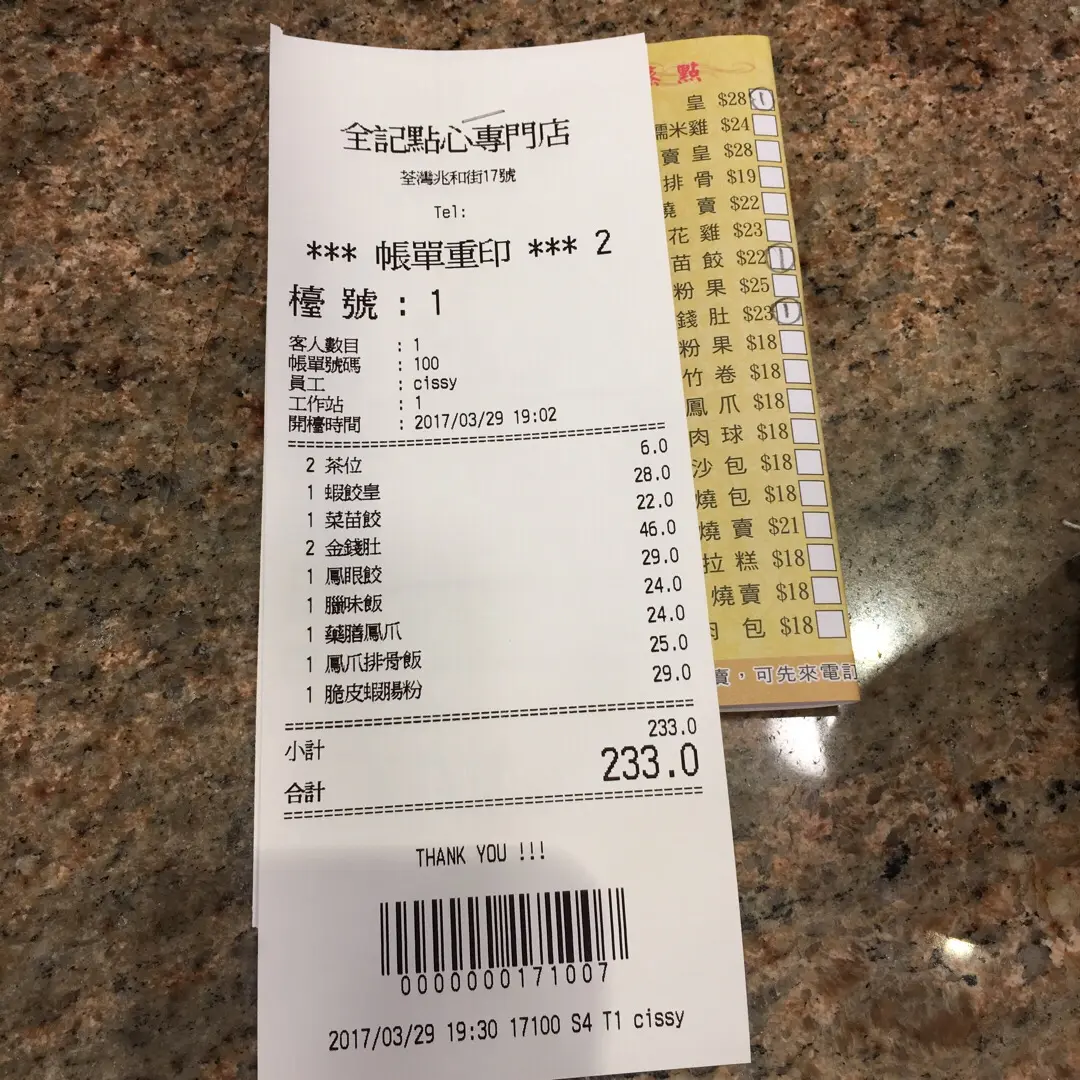 全記點心專門店
荃灣兆和街17號
Tel:
*** 帳單重印 *** 2
檯號 : 1
客人數目 : 1
帳單號碼 : 100
員工 : cissy
工作站 : 1
開檯時間 : 2017/03/29 19:02
2 茶位 6.0
1 蝦餃皇 28.0
1 菜苗餃 22.0
2 金錢肚 46.0
1 鳳眼餃 29.0
1 臘味飯 24.0
1 藥膳鳳爪 24.0
1 鳳爪排骨飯 25.0
1 脆皮蝦腸粉 29.0
小計 233.0
合計 233.0
THANK YOU !!!
0000000171007
2017/03/29 19:30 17100 S4 T1 cissy
點
皇 $28
糯米雞 $24
賣皇 $28
排骨 $19
燒賣 $22
花雞 $23
苗餃 $22
粉果 $25
錢肚 $23
粉果 $18
竹卷 $18
鳳爪 $18
肉球 $18
沙包 $18
燒包 $18
燒賣 $21
拉糕 $18
燒賣 $18
肉包 $18
賣，可先來電訂